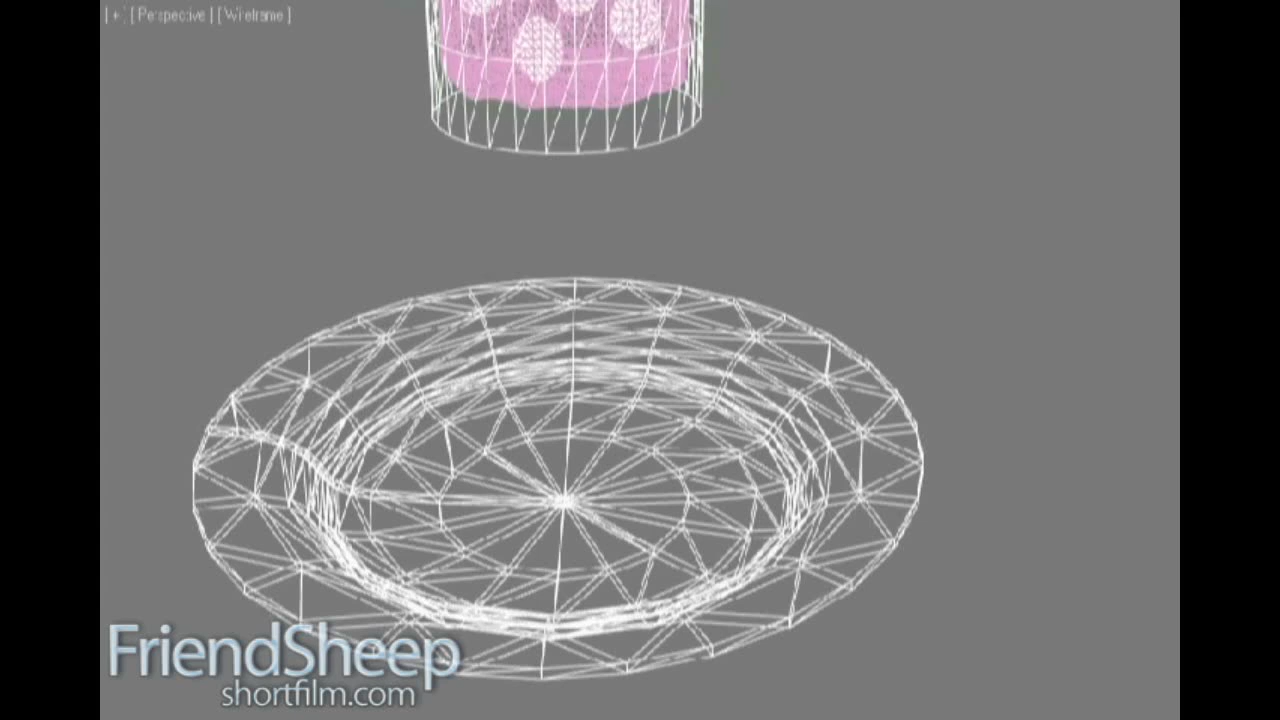 [ + ] [ Perspective ] [ Wireframe ]
FriendSheep
shortfilm.com